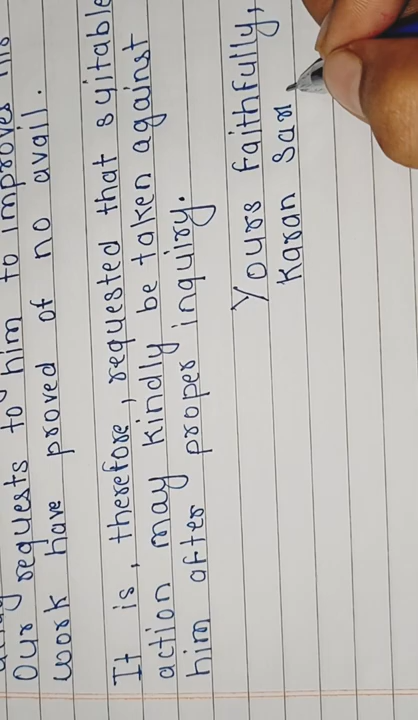 Our requests to him to improves his
work have proved of no avail.
It is, therefore, requested that suitable
action may kindly be taken against
him after proper inquiry.
Yours faithfully,
Karan Sar